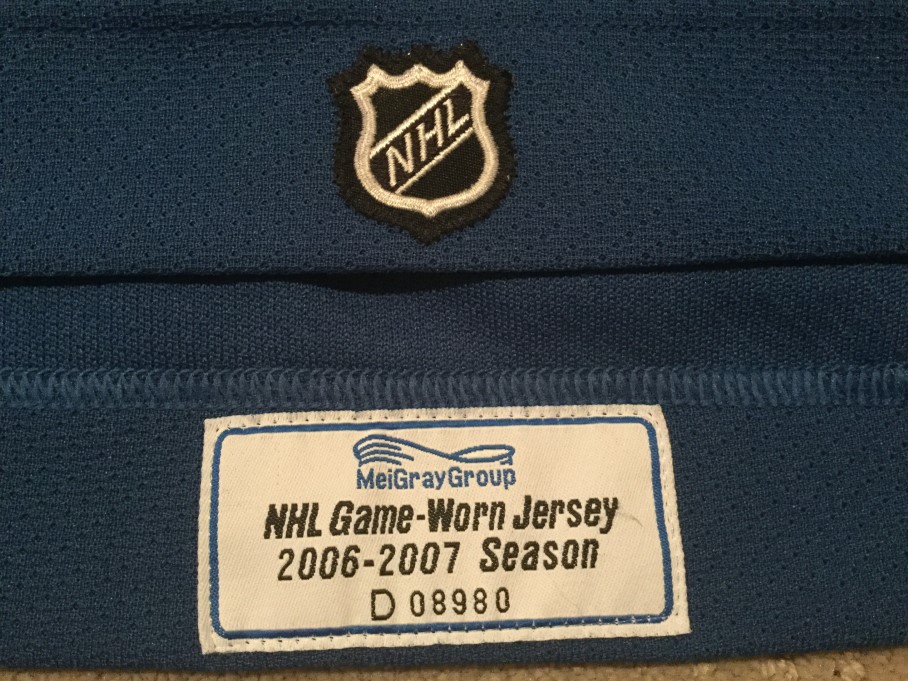 NHL
MeiGrayGroup
NHL Game-Worn Jersey
2006-2007 Season
D 08980